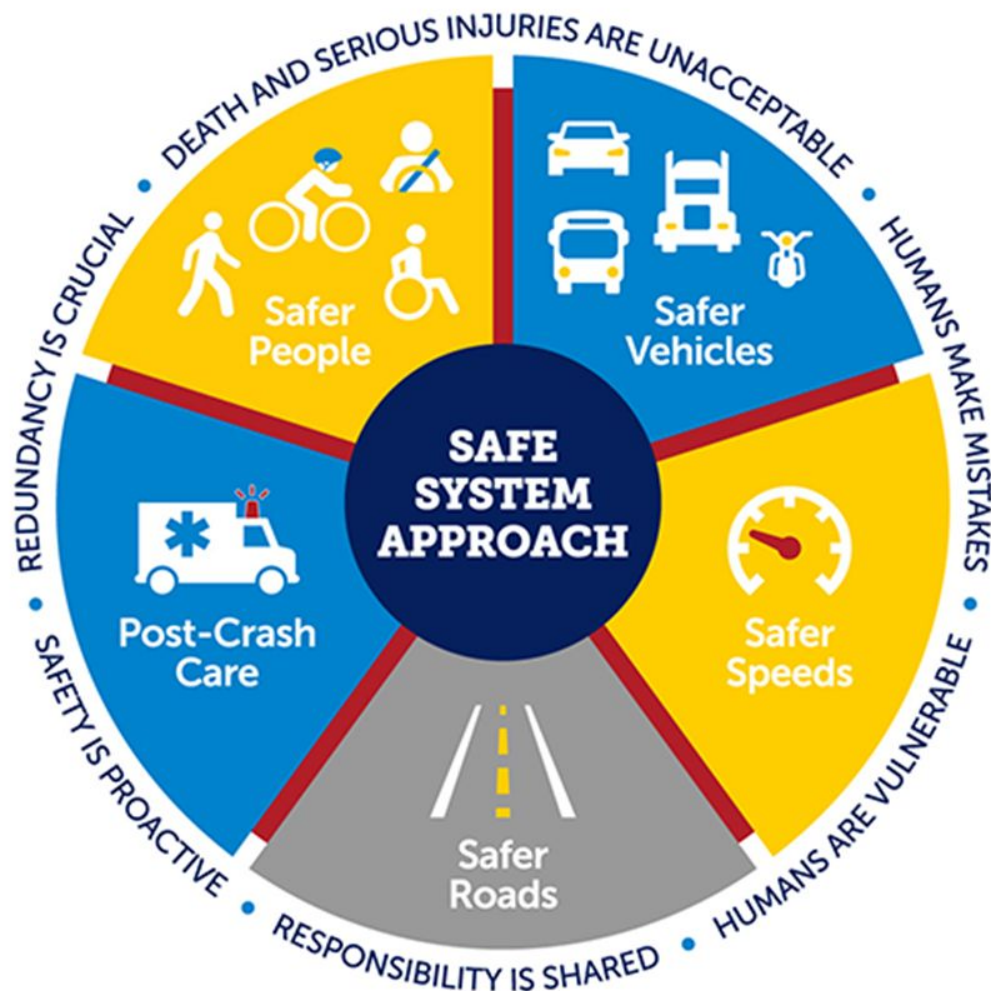 DEATH AND SERIOUS INJURIES ARE UNACCEPTABLE
HUMANS MAKE MISTAKES
HUMANS ARE VULNERABLE
RESPONSIBILITY IS SHARED
SAFETY IS PROACTIVE
REDUNDANCY IS CRUCIAL
Safer
People
Safer
Vehicles
SAFE
SYSTEM
APPROACH
Safer
Speeds
Safer
Roads
Post-Crash
Care